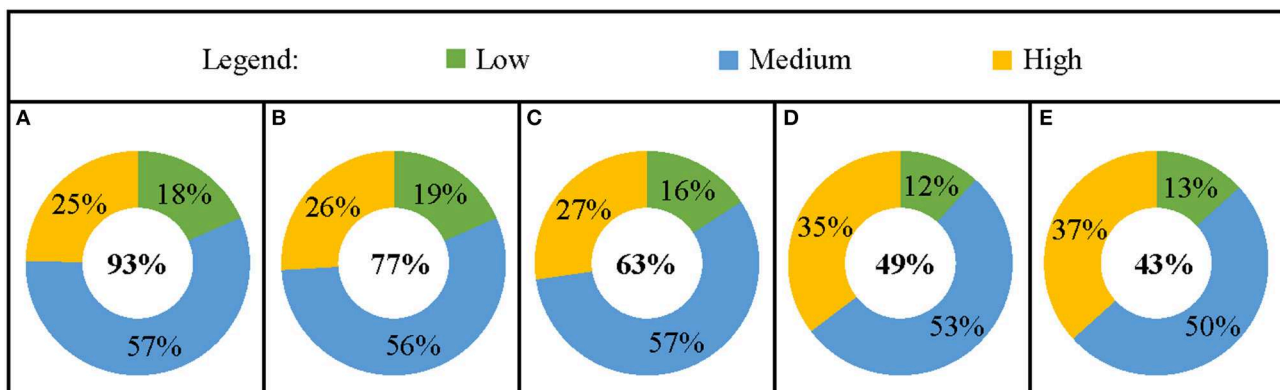 Legend: Low Medium High
A B C D E
25% 18% 26% 19% 27% 16% 35% 12% 37% 13%
93% 77% 63% 49% 43%
57% 56% 57% 53% 50%